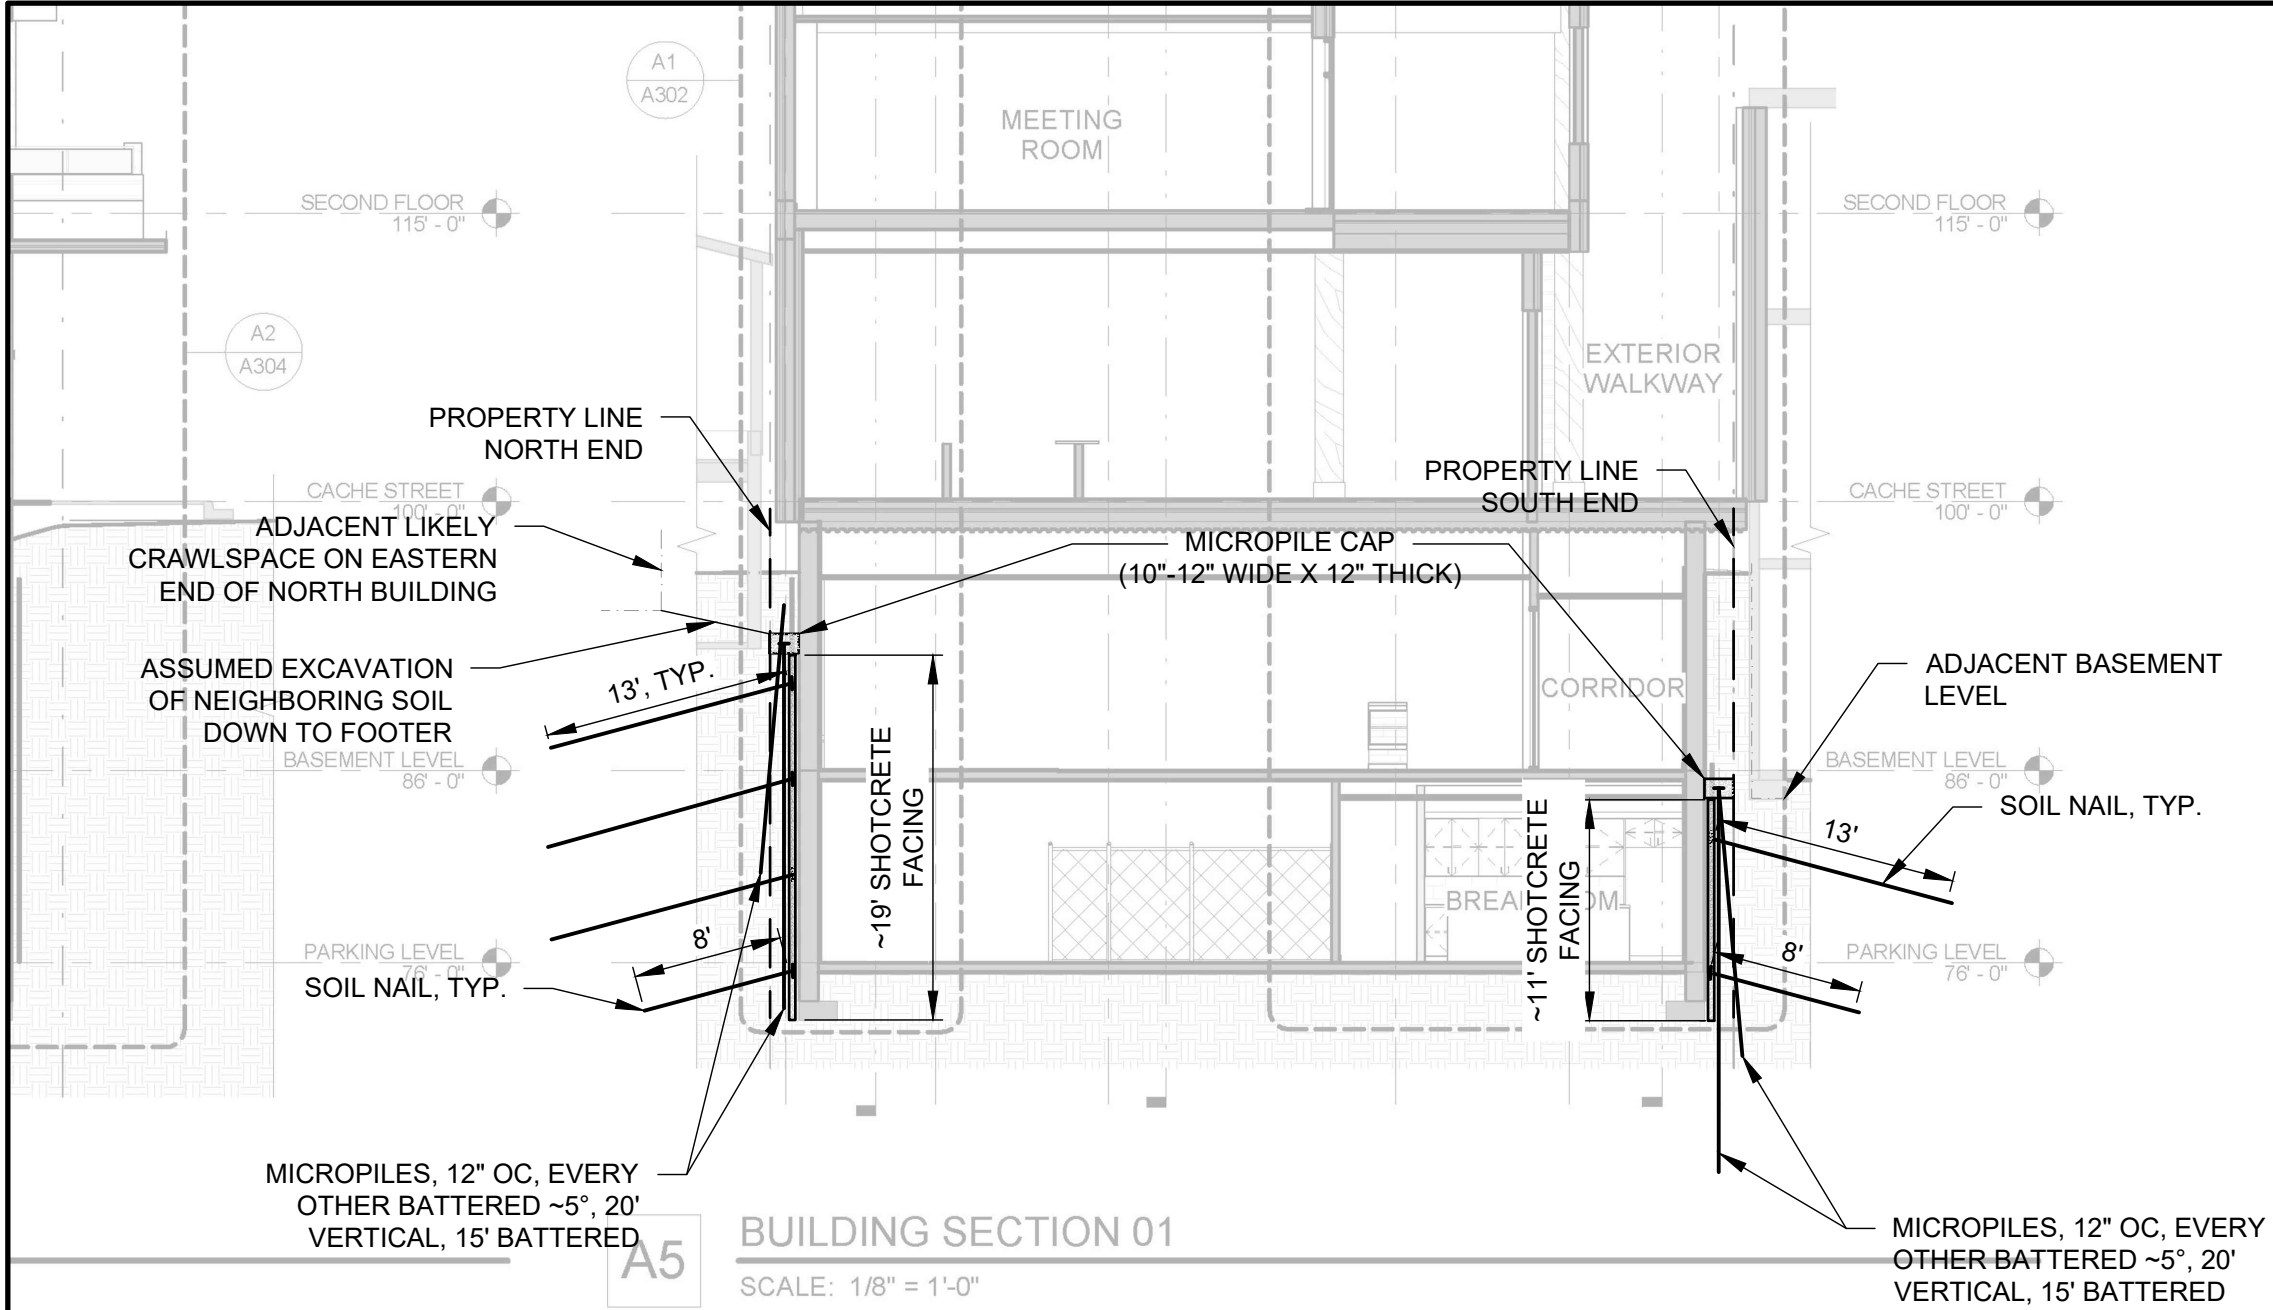 A1
A302
MEETING
ROOM
SECOND FLOOR
115' - 0"
SECOND FLOOR
115' - 0"
A2
A304
EXTERIOR
WALKWAY
PROPERTY LINE
NORTH END
PROPERTY LINE
SOUTH END
CACHE STREET
100' - 0"
CACHE STREET
100' - 0"
ADJACENT LIKELY
CRAWLSPACE ON EASTERN
END OF NORTH BUILDING
MICROPILE CAP
(10"-12" WIDE X 12" THICK)
ASSUMED EXCAVATION
OF NEIGHBORING SOIL
DOWN TO FOOTER
13', TYP.
CORRIDOR
ADJACENT BASEMENT
LEVEL
BASEMENT LEVEL
86' - 0"
BASEMENT LEVEL
86' - 0"
SOIL NAIL, TYP.
~19' SHOTCRETE
FACING
~11' SHOTCRETE
FACING
13'
8'
8'
PARKING LEVEL
76' - 0"
PARKING LEVEL
76' - 0"
SOIL NAIL, TYP.
MICROPILES, 12" OC, EVERY
OTHER BATTERED ~5°, 20'
VERTICAL, 15' BATTERED
A5
BUILDING SECTION 01
SCALE: 1/8" = 1'-0"
MICROPILES, 12" OC, EVERY
OTHER BATTERED ~5°, 20'
VERTICAL, 15' BATTERED